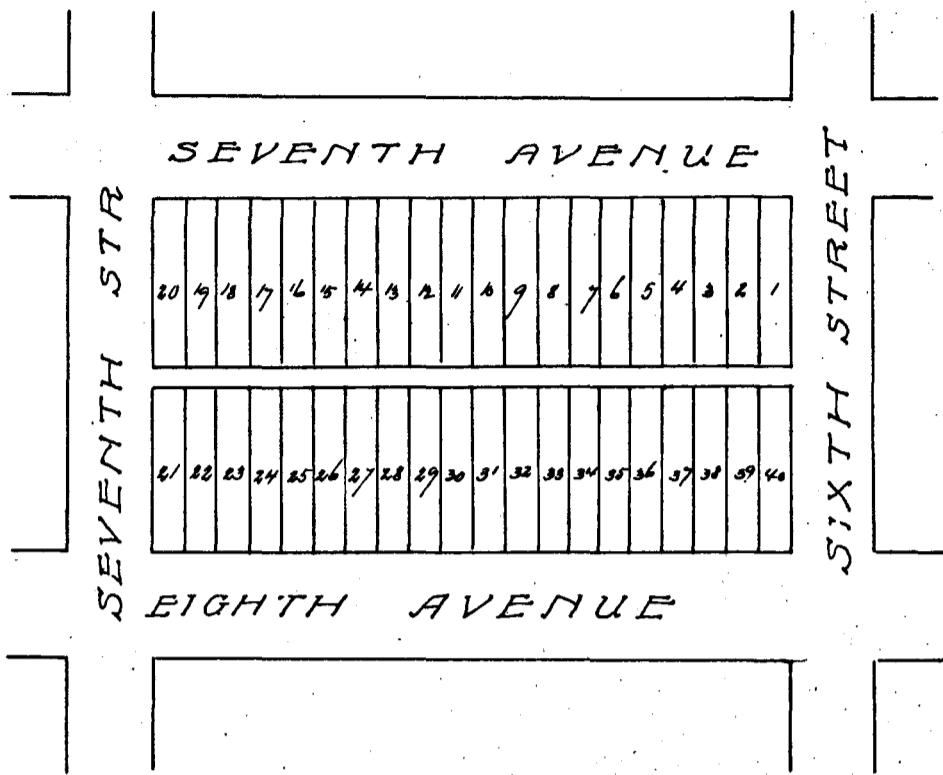 SEVENTH AVENUE
SEVENTH STR
SIXTH STREET
20 19 18 17 16 15 14 13 12 11 10 9 8 7 6 5 4 3 2 1
21 22 23 24 25 26 27 28 29 30 31 32 33 34 35 36 37 38 39 40
EIGHTH AVENUE